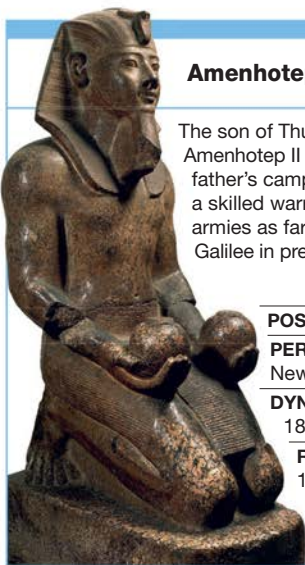 Amenhote
The son of Thu
Amenhotep II
father's camp
a skilled warr
armies as far
Galilee in pre
POS
PER
New
DYN
18
R
1